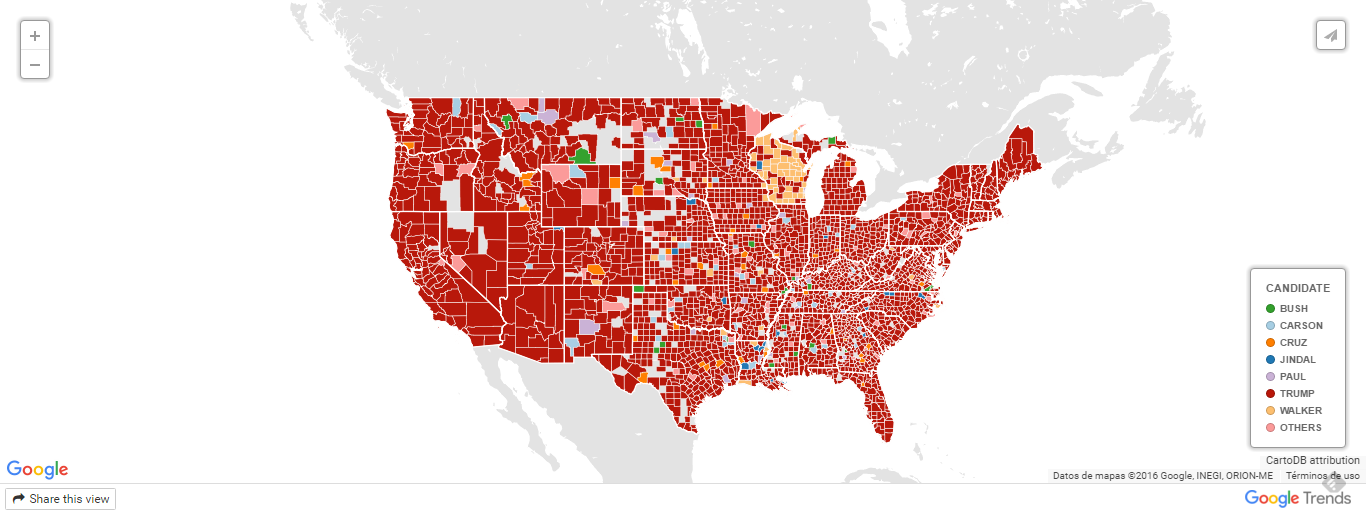 +
−
CANDIDATE
BUSH
CARSON
CRUZ
JINDAL
PAUL
TRUMP
WALKER
OTHERS
CartoDB attribution
Google
Datos de mapas ©2016 Google, INEGI, ORION-ME Términos de uso
Share this view
Google Trends